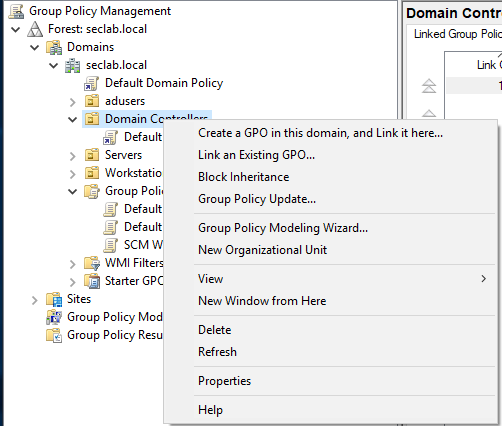 Group Policy Management
Forest: seclab.local
Domains
seclab.local
Default Domain Policy
adusers
Domain Controllers
Default
Servers
Workstation
Group Polic
Default
Default
SCM W
WMI Filters
Starter GPO
Sites
Group Policy Mod
Group Policy Resu
Create a GPO in this domain, and Link it here...
Link an Existing GPO...
Block Inheritance
Group Policy Update...
Group Policy Modeling Wizard...
New Organizational Unit
View
New Window from Here
Delete
Refresh
Properties
Help
Domain Contro
Linked Group Polic
Link O
1